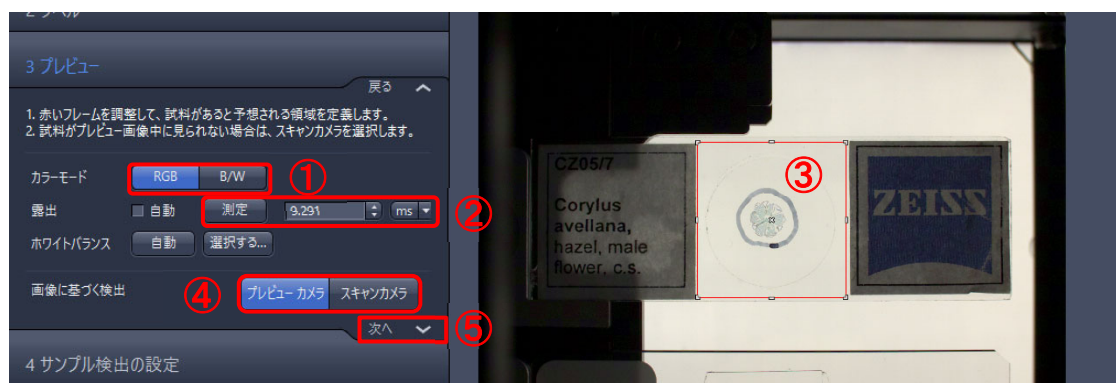 2 ラベル
3 プレビュー
戻る
1. 赤いフレームを調整して、試料があると予想される領域を定義します。
2. 試料がプレビュー画像中に見られない場合は、スキャンカメラを選択します。
カラーモード RGB B/W ①
露出 自動 測定 9.291 ms ②
ホワイトバランス 自動 選択する...
画像に基づく検出 ④ プレビュー カメラ スキャンカメラ
次へ ⑤
4 サンプル検出の設定
CZ05/7
Corylus
avellana,
hazel, male
flower, c.s.
③
ZEISS